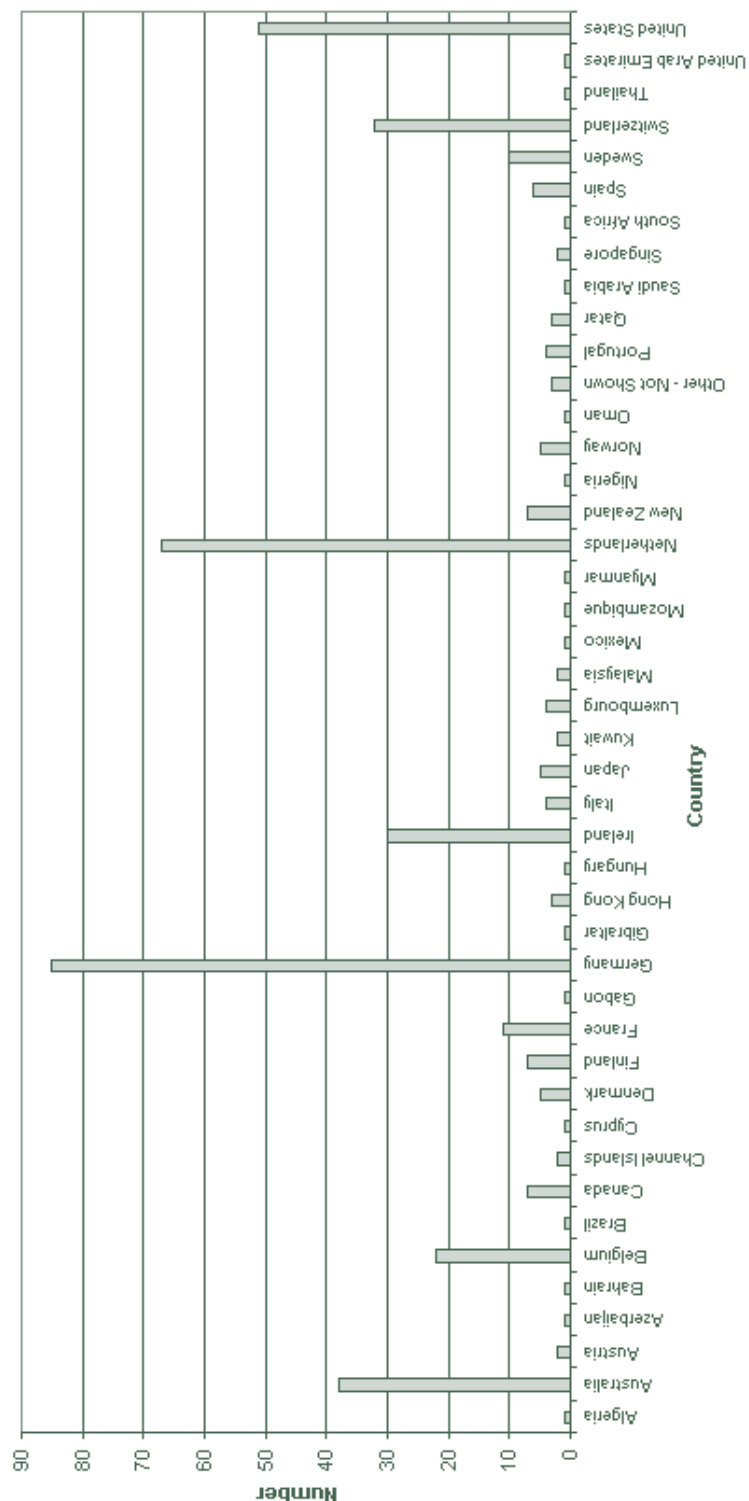 United States
United Arab Emirates
Thailand
Switzerland
Sweden
Spain
South Africa
Singapore
Saudi Arabia
Qatar
Portugal
Other - Not Shown
Oman
Norway
Nigeria
New Zealand
Netherlands
Myanmar
Mozambique
Mexico
Malaysia
Luxembourg
Kuwait
Japan
Italy
Ireland
Hungary
Hong Kong
Gibraltar
Germany
Gabon
France
Finland
Denmark
Cyprus
Channel Islands
Canada
Brazil
Belgium
Bahrain
Azerbaijan
Austria
Australia
Algeria
Country
90
80
70
60
50
40
30
20
10
0
Number